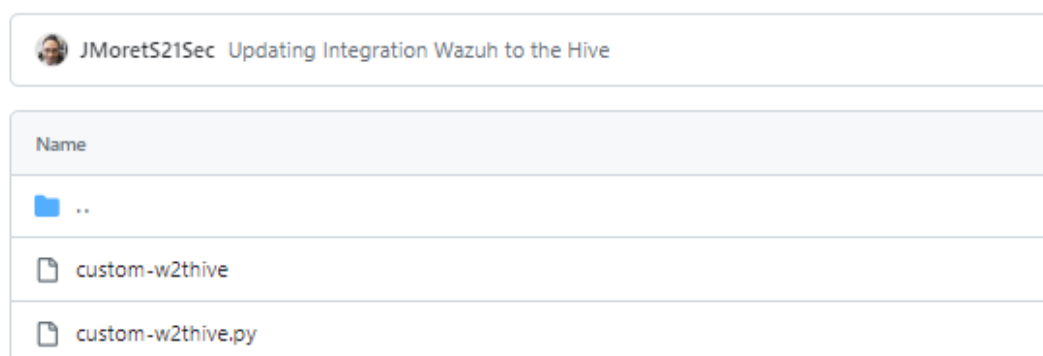 JMoretS21Sec Updating Integration Wazuh to the Hive
Name
..
custom-w2thive
custom-w2thive.py